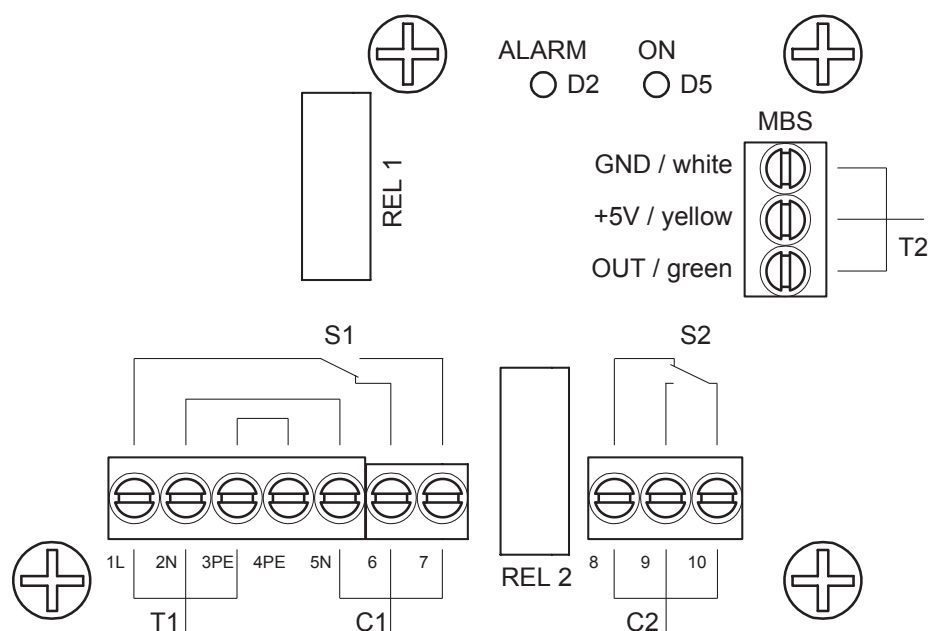 ALARM ON
D2 D5
MBS
GND / white
REL 1
+5V / yellow
T2
OUT / green
S1 S2
1L 2N 3PE 4PE 5N 6 7 REL 2 8 9 10
T1 C1 C2